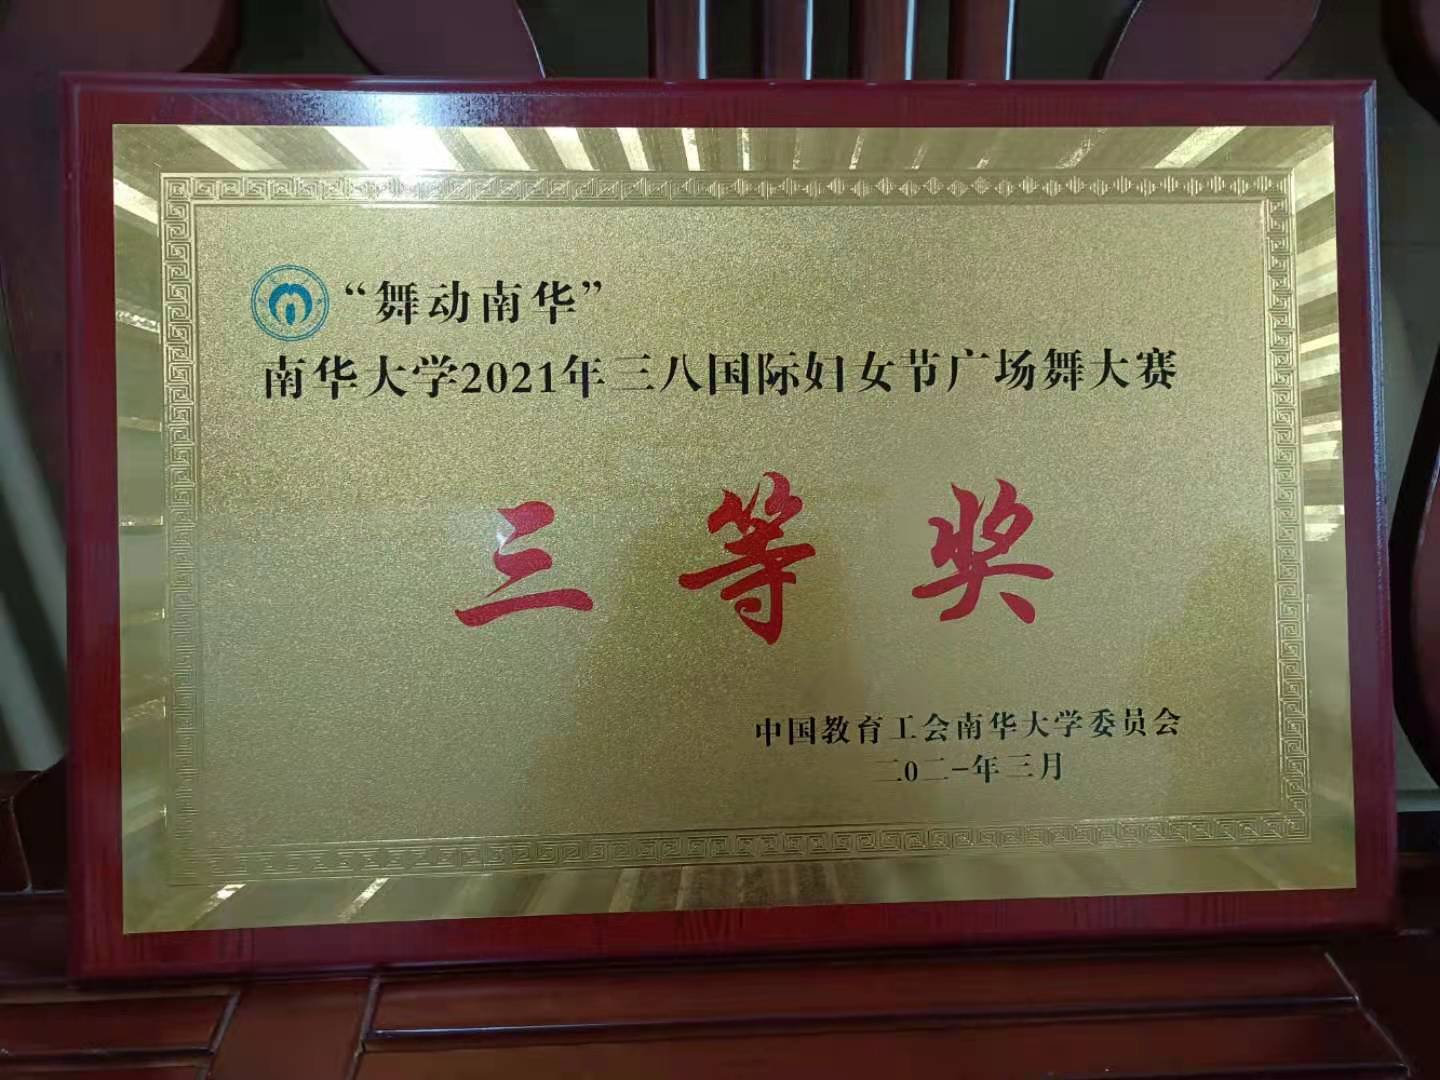 “舞动南华”
南华大学2021年三八国际妇女节广场舞大赛
三等奖
中国教育工会南华大学委员会
二0二一年三月